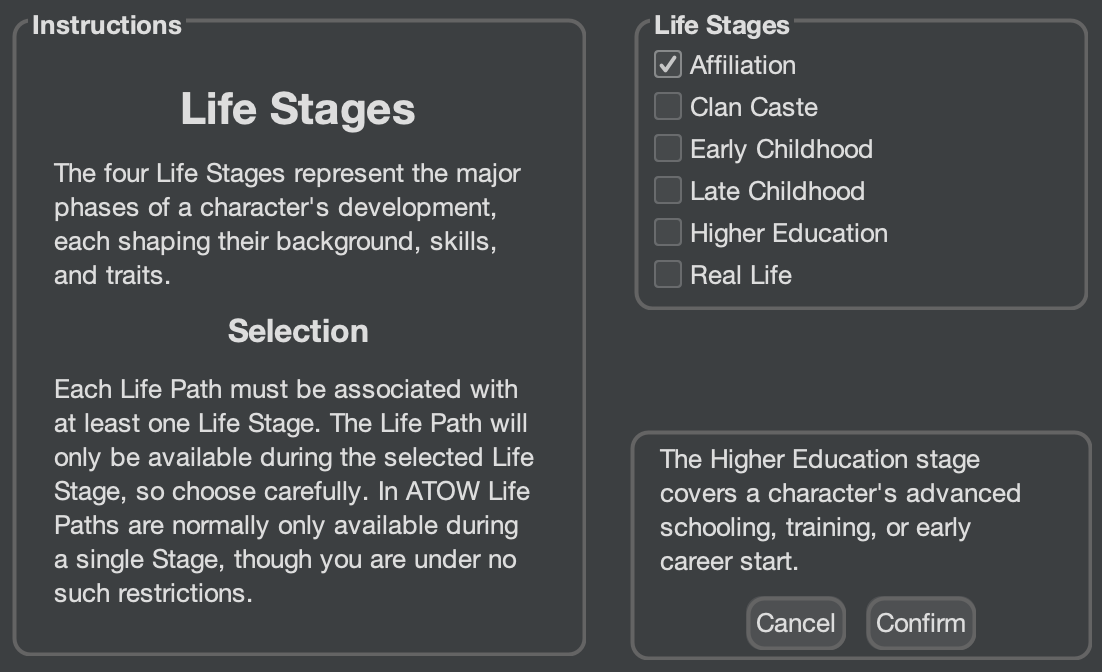 Instructions
Life Stages
The four Life Stages represent the major
phases of a character's development,
each shaping their background, skills,
and traits.
Selection
Each Life Path must be associated with
at least one Life Stage. The Life Path will
only be available during the selected Life
Stage, so choose carefully. In ATOW Life
Paths are normally only available during
a single Stage, though you are under no
such restrictions.
Life Stages
Affiliation
Clan Caste
Early Childhood
Late Childhood
Higher Education
Real Life
The Higher Education stage
covers a character's advanced
schooling, training, or early
career start.
Cancel Confirm